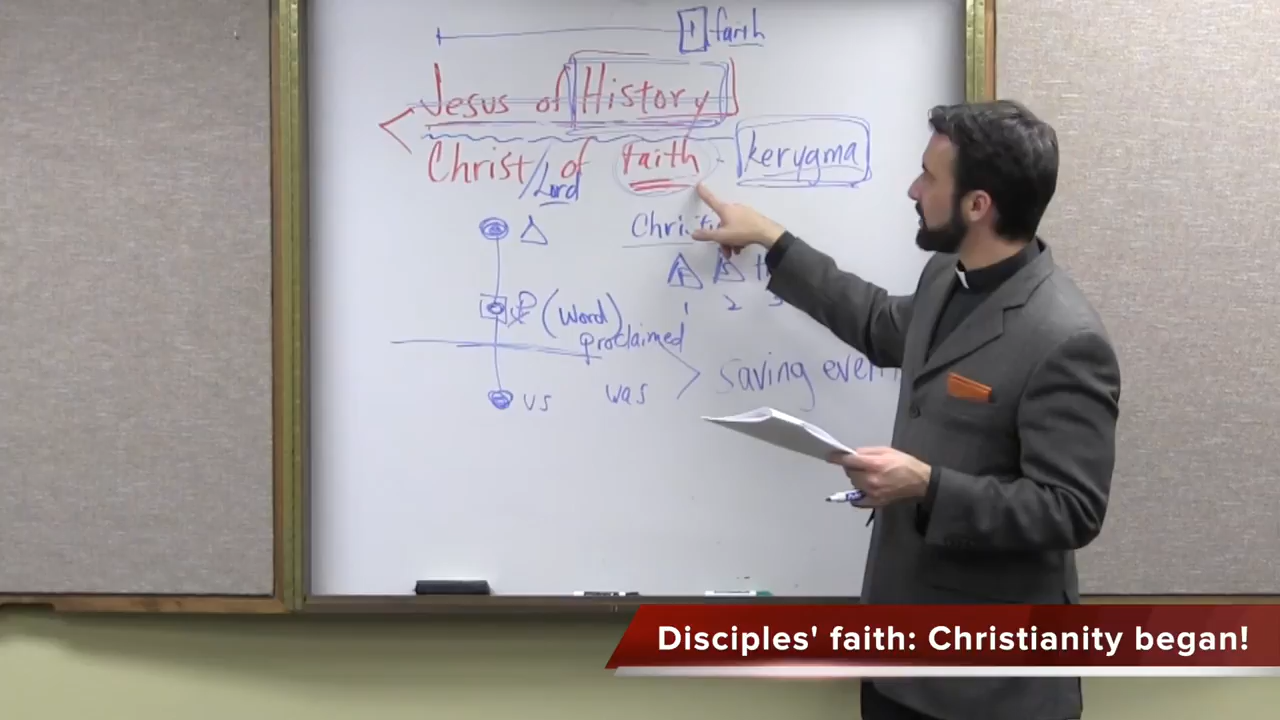 faith
Jesus of History
Christ/Lord of faith - kerygma
1 2 3
(Word)
proclaimed
was saving event
us
Disciples' faith: Christianity began!